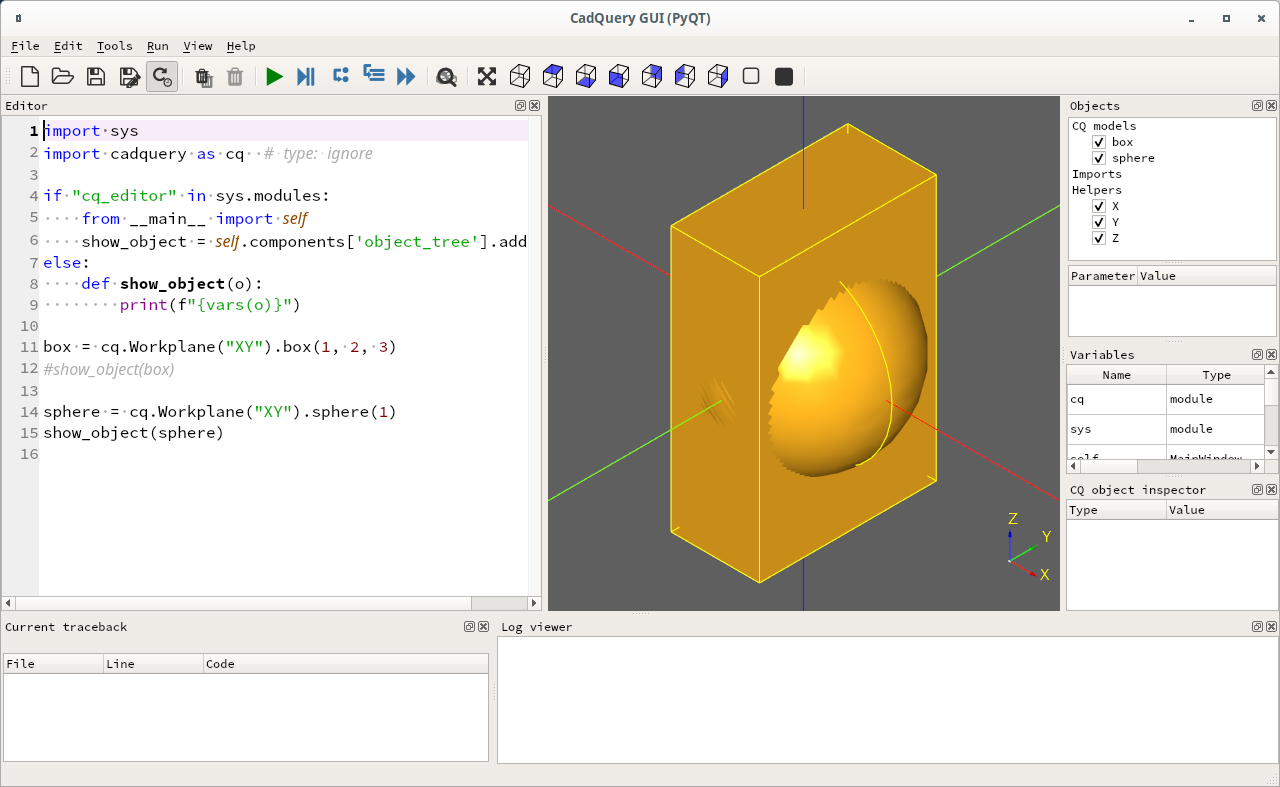 CadQuery GUI (PyQT)
File Edit Tools Run View Help
Editor
1 import sys
2 import cadquery as cq # type: ignore
3
4 if "cq_editor" in sys.modules:
5 from __main__ import self
6 show_object = self.components['object_tree'].add
7 else:
8 def show_object(o):
9 print(f"{vars(o)}")
10
11 box = cq.Workplane("XY").box(1, 2, 3)
12 #show_object(box)
13
14 sphere = cq.Workplane("XY").sphere(1)
15 show_object(sphere)
16
Z
Y
X
Objects
CQ models
box
sphere
Imports
Helpers
X
Y
Z
Parameter Value
Variables
Name Type
cq module
sys module
self MainWindow
CQ object inspector
Type Value
Current traceback
File Line Code
Log viewer